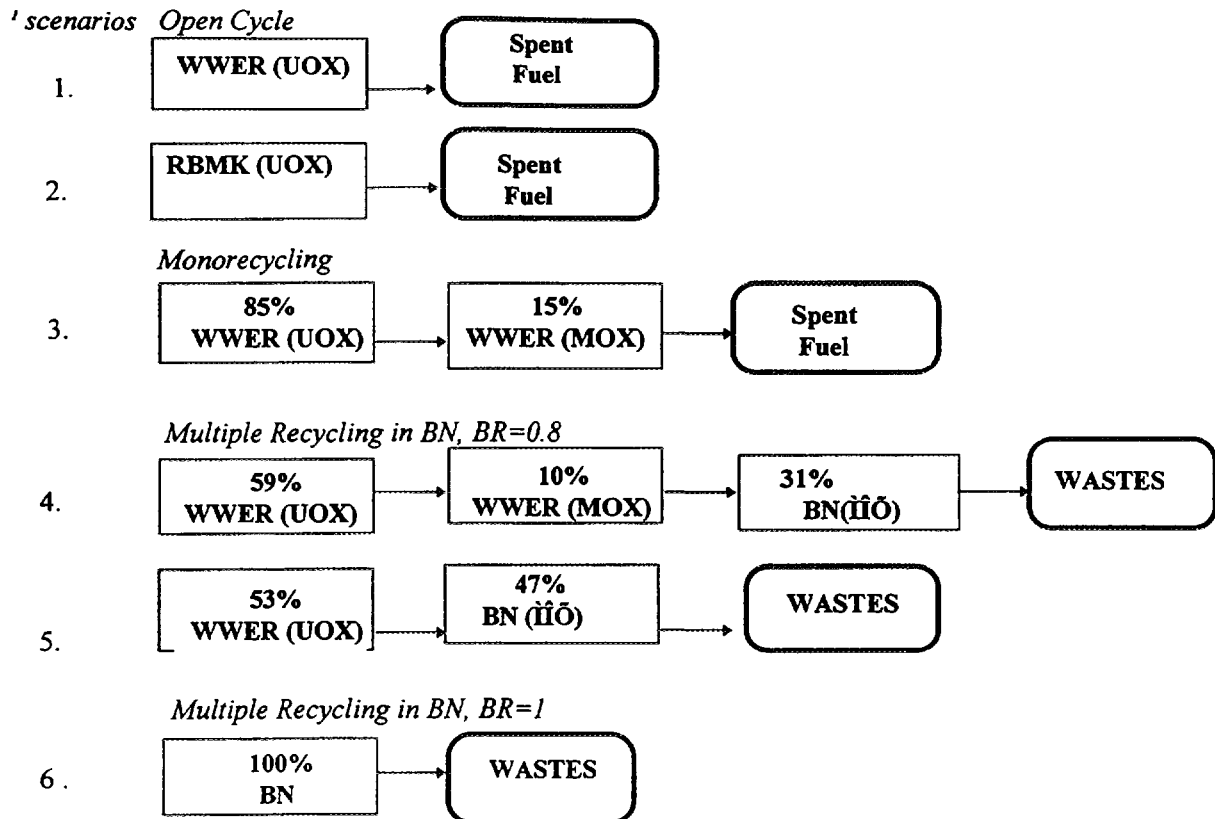 ' scenarios Open Cycle
1. WWER (UOX) Spent Fuel
2. RBMK (UOX) Spent Fuel
Monorecycling
3. 85% WWER (UOX) 15% WWER (MOX) Spent Fuel
Multiple Recycling in BN, BR=0.8
4. 59% WWER (UOX) 10% WWER (MOX) 31% BN(ÌÎÕ) WASTES
5. 53% WWER (UOX) 47% BN (ÌÎÕ) WASTES
Multiple Recycling in BN, BR=1
6 . 100% BN WASTES